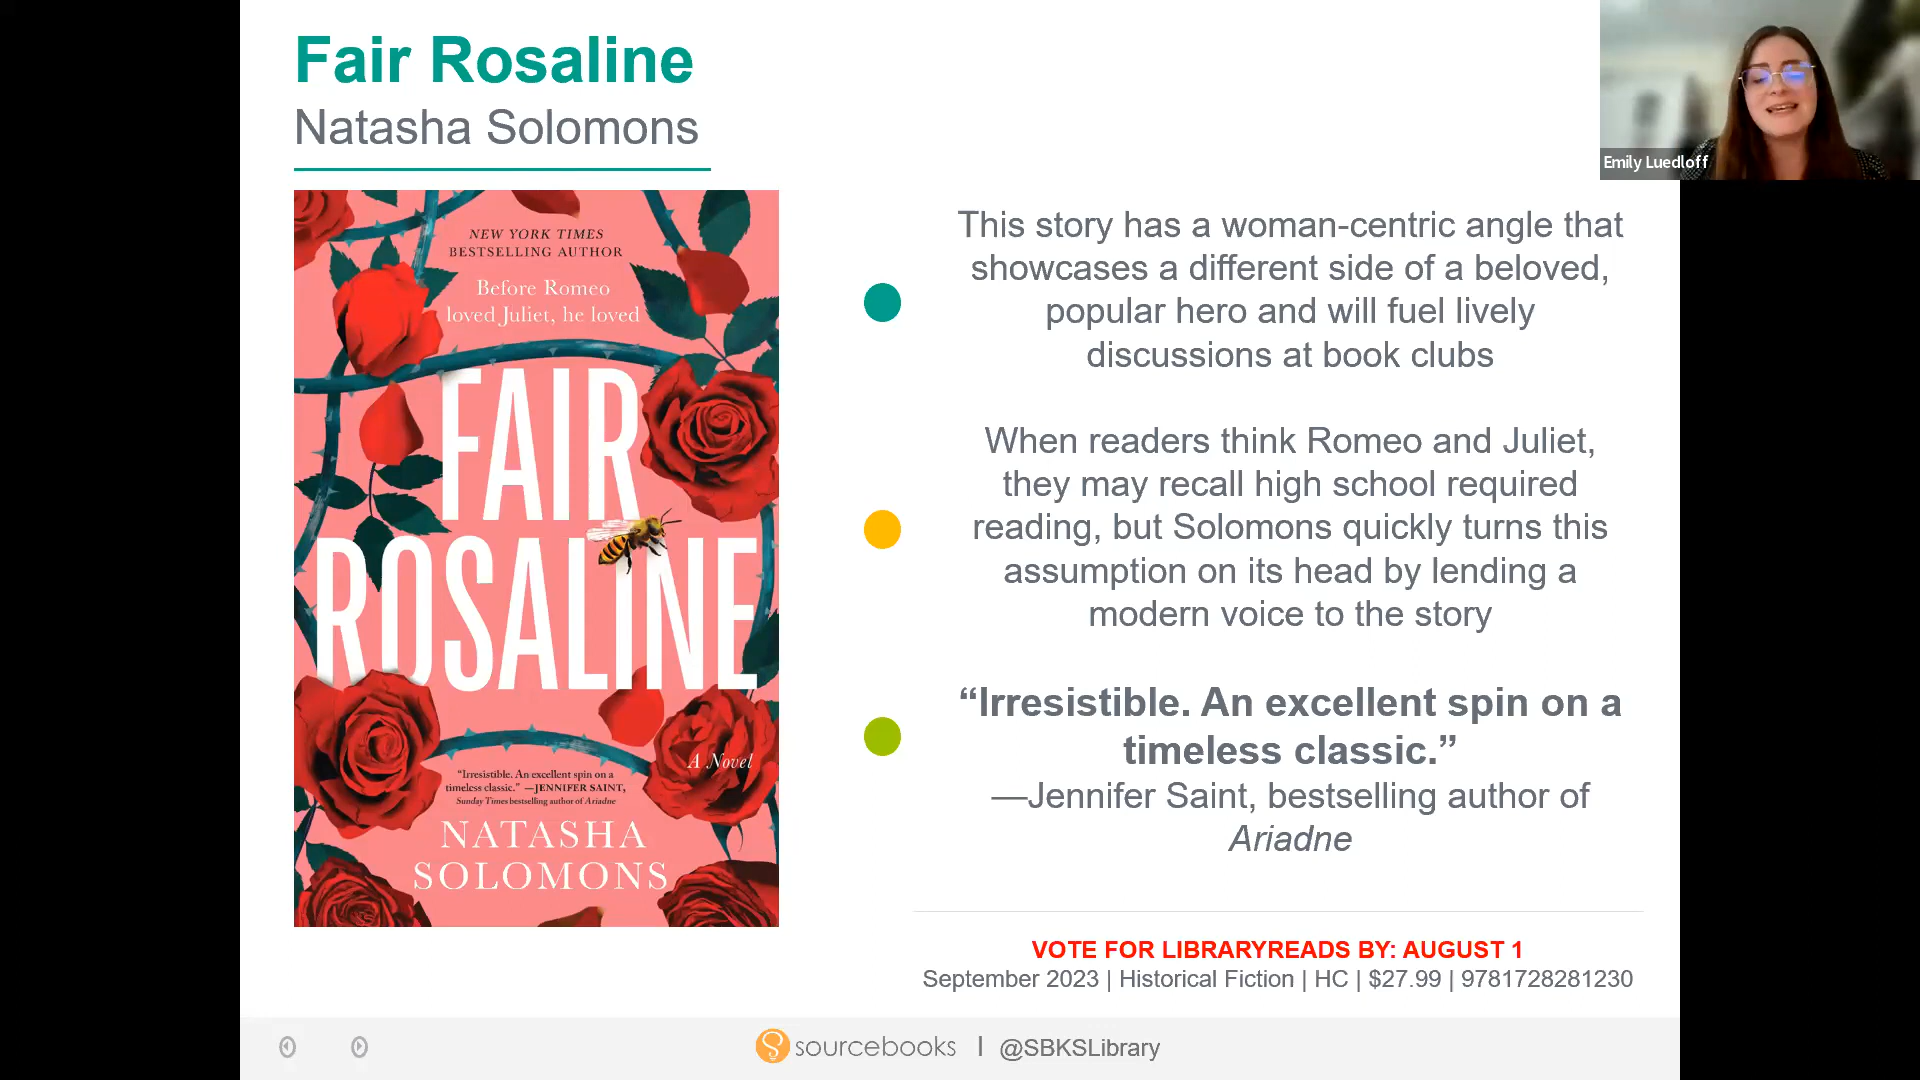 Fair Rosaline
Natasha Solomons
Emily Luedloff
NEW YORK TIMES
BESTSELLING AUTHOR
Before Romeo
loved Juliet, he loved
FAIR
ROSALINE
A Novel
“Irresistible. An excellent spin on a
timeless classic.” —JENNIFER SAINT,
Sunday Times bestselling author of Ariadne
NATASHA
SOLOMONS
This story has a woman-centric angle that
showcases a different side of a beloved,
popular hero and will fuel lively
discussions at book clubs
When readers think Romeo and Juliet,
they may recall high school required
reading, but Solomons quickly turns this
assumption on its head by lending a
modern voice to the story
“Irresistible. An excellent spin on a
timeless classic.”
—Jennifer Saint, bestselling author of
Ariadne
VOTE FOR LIBRARYREADS BY: AUGUST 1
September 2023 | Historical Fiction | HC | $27.99 | 9781728281230
sourcebooks | @SBKSLibrary